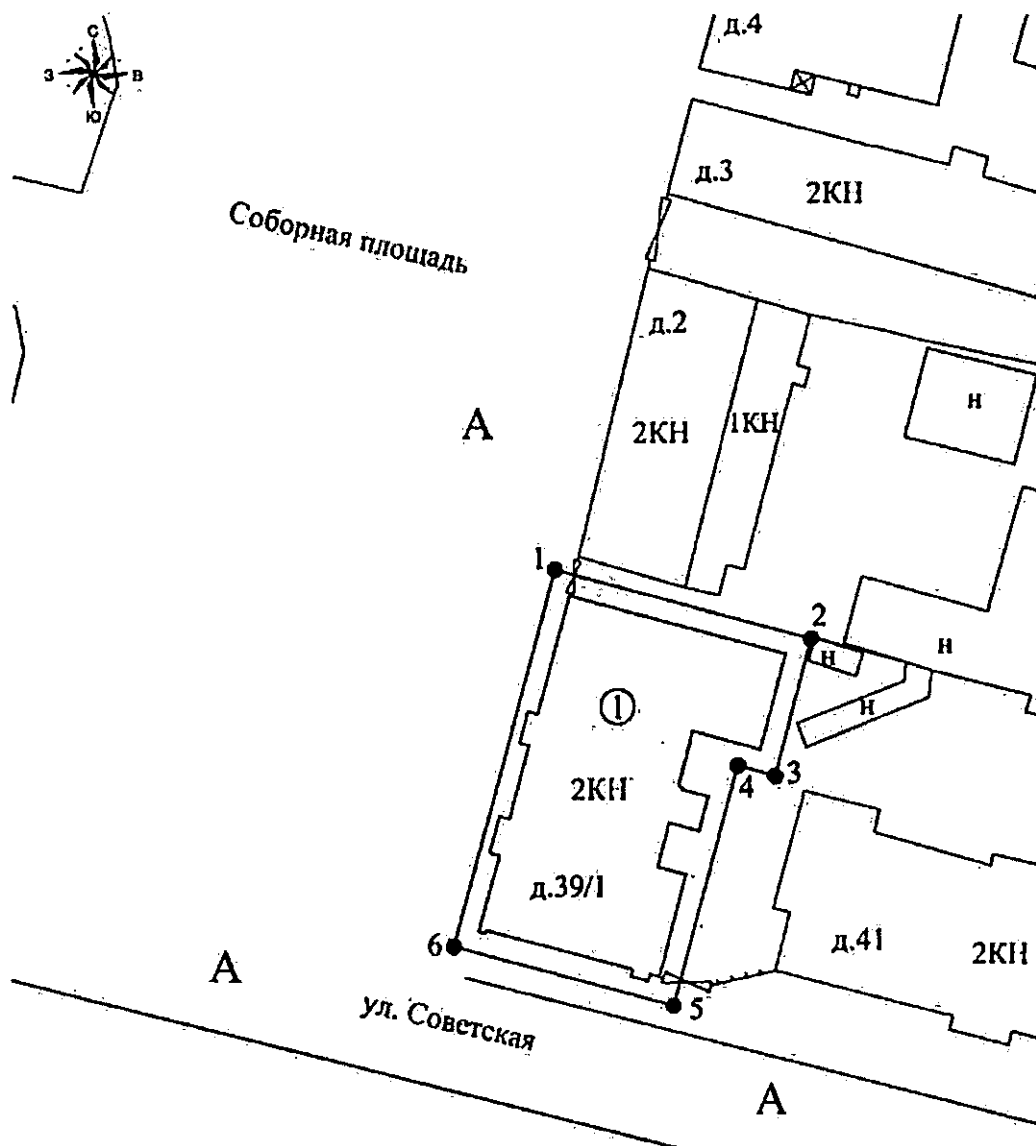 С
З В
Ю
д.4
д.3
2КН
Соборная площадь
д.2
А
2КН
1КН
н
1
2
н
н
н
1
3
4
2КН
д.39/1
д.41
2КН
6
А
5
ул. Советская
А